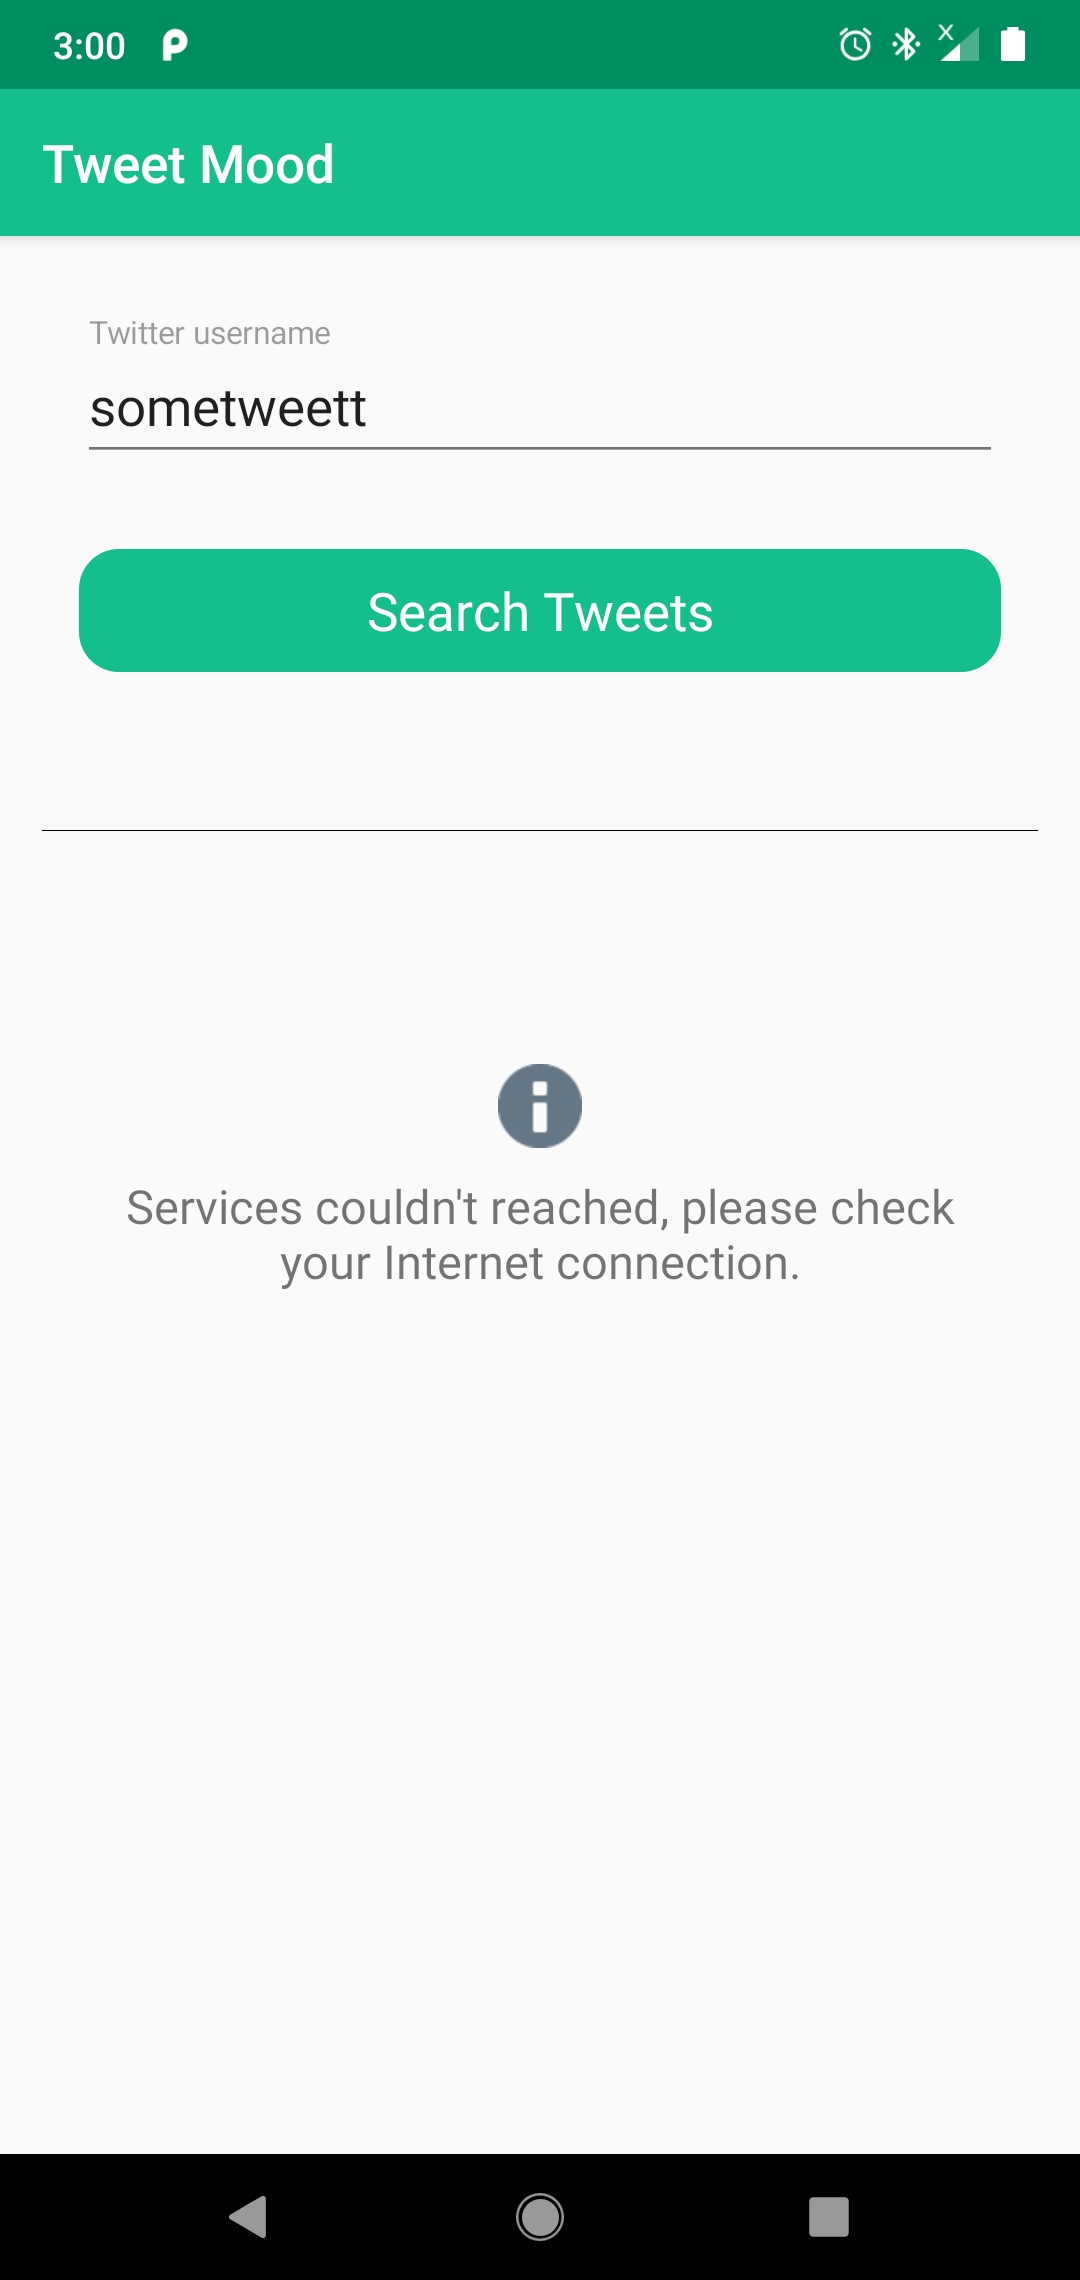 3:00
Tweet Mood
Twitter username
sometweett
Search Tweets
Services couldn't reached, please check
your Internet connection.